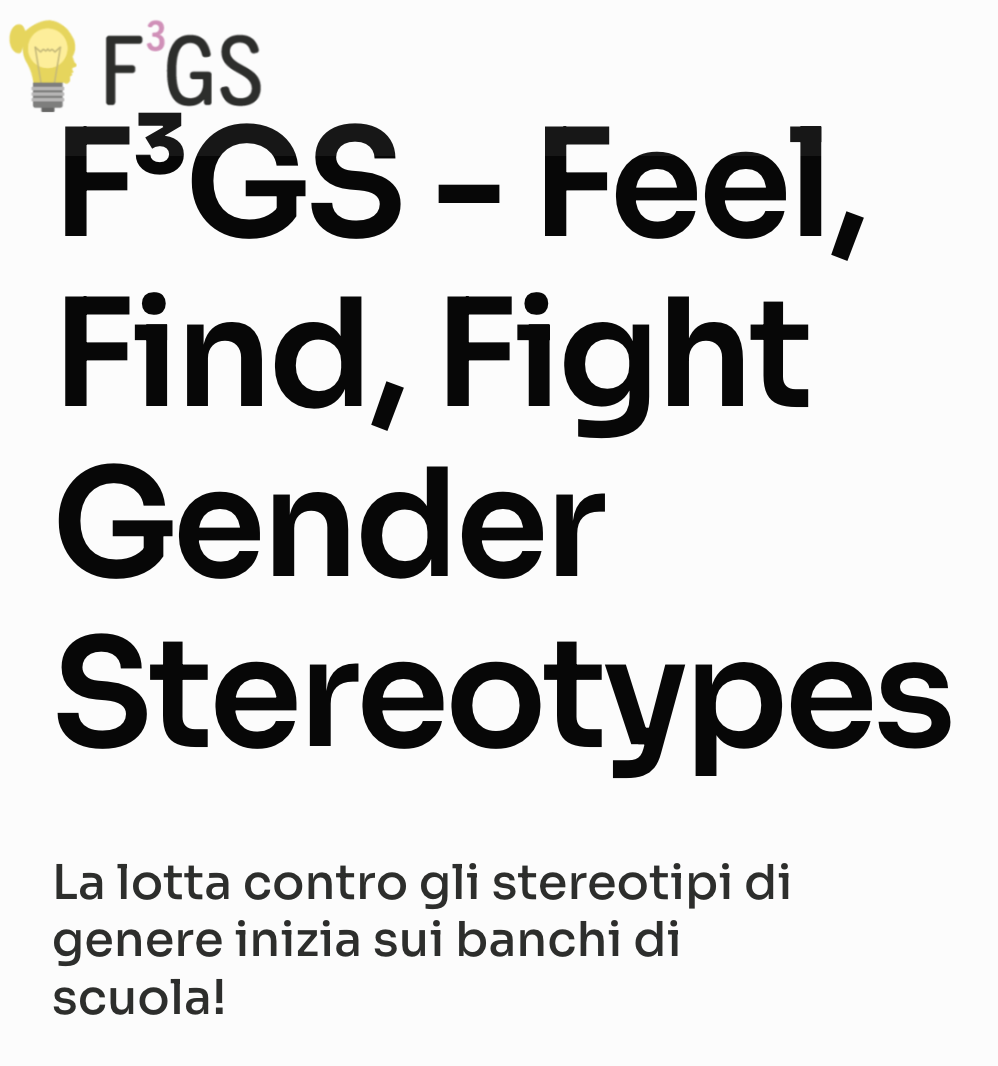 F³GS
F³GS - Feel,
Find, Fight
Gender
Stereotypes
La lotta contro gli stereotipi di
genere inizia sui banchi di
scuola!